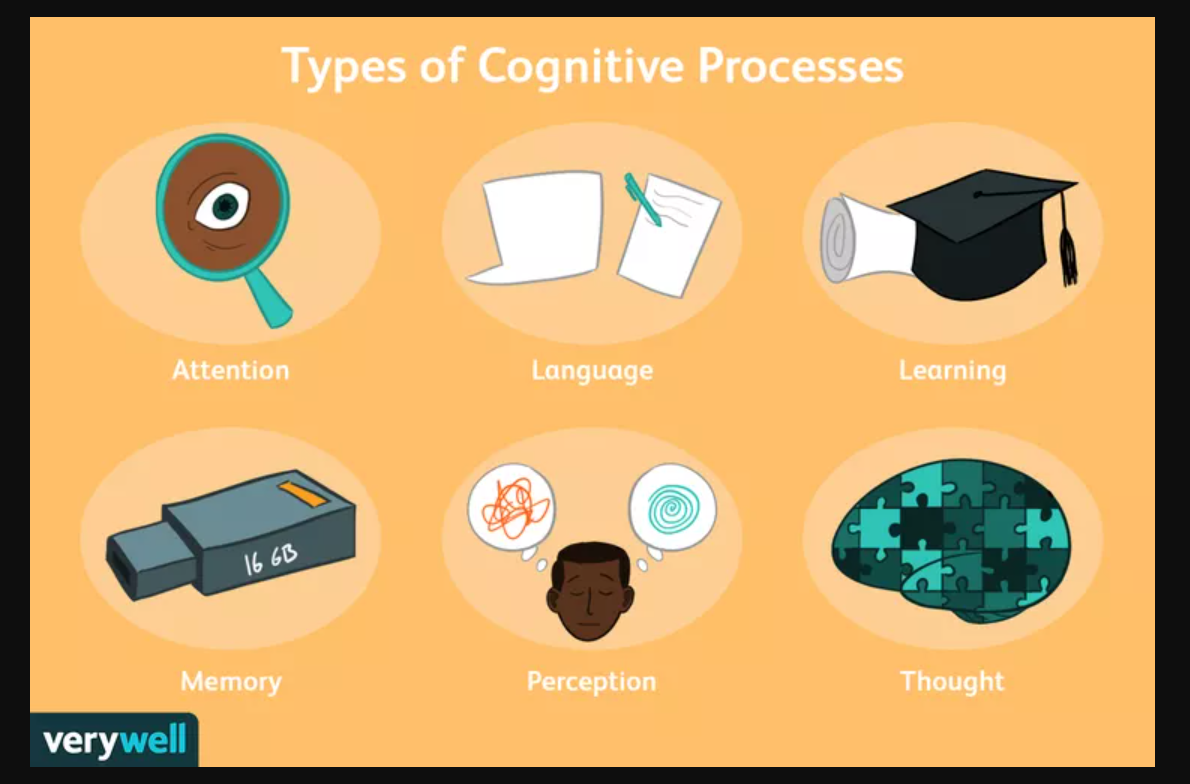 Types of Cognitive Processes
Attention
Language
Learning
16 GB
Memory
Perception
Thought
verywell